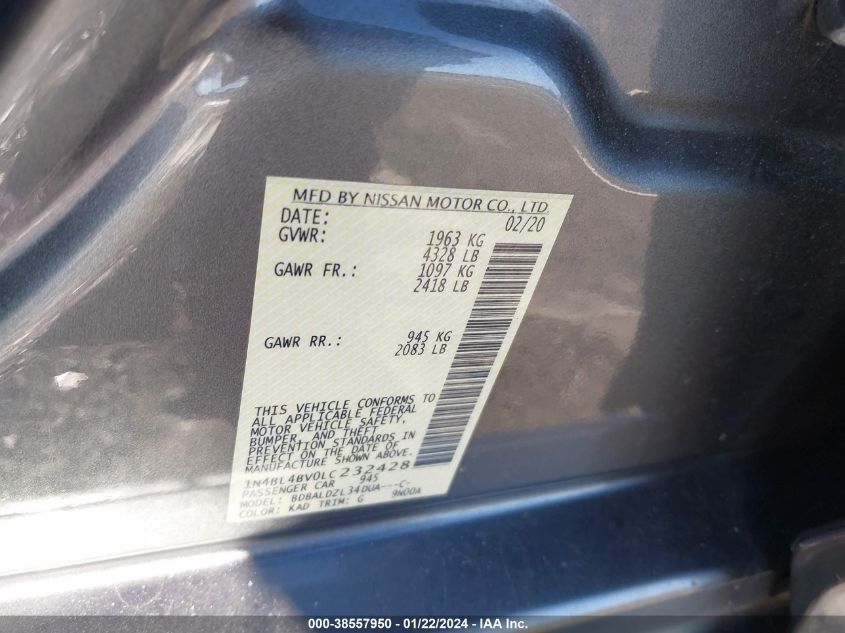 MFD BY NISSAN MOTOR CO., LTD
DATE: 02/20
GVWR: 1963 KG
4328 LB
GAWR FR.: 1097 KG
2418 LB
GAWR RR.: 945 KG
2083 LB
THIS VEHICLE CONFORMS TO
ALL APPLICABLE FEDERAL
MOTOR VEHICLE SAFETY,
BUMPER, AND THEFT
PREVENTION STANDARDS IN
EFFECT ON THE DATE OF
MANUFACTURE SHOWN ABOVE.
1N4BL4BV0LC232428
PASSENGER CAR 945
MODEL: BDBALDZL34DUA---C-
COLOR: KAD TRIM: G 9N00A
000-38557950 - 01/22/2024 - IAA Inc.